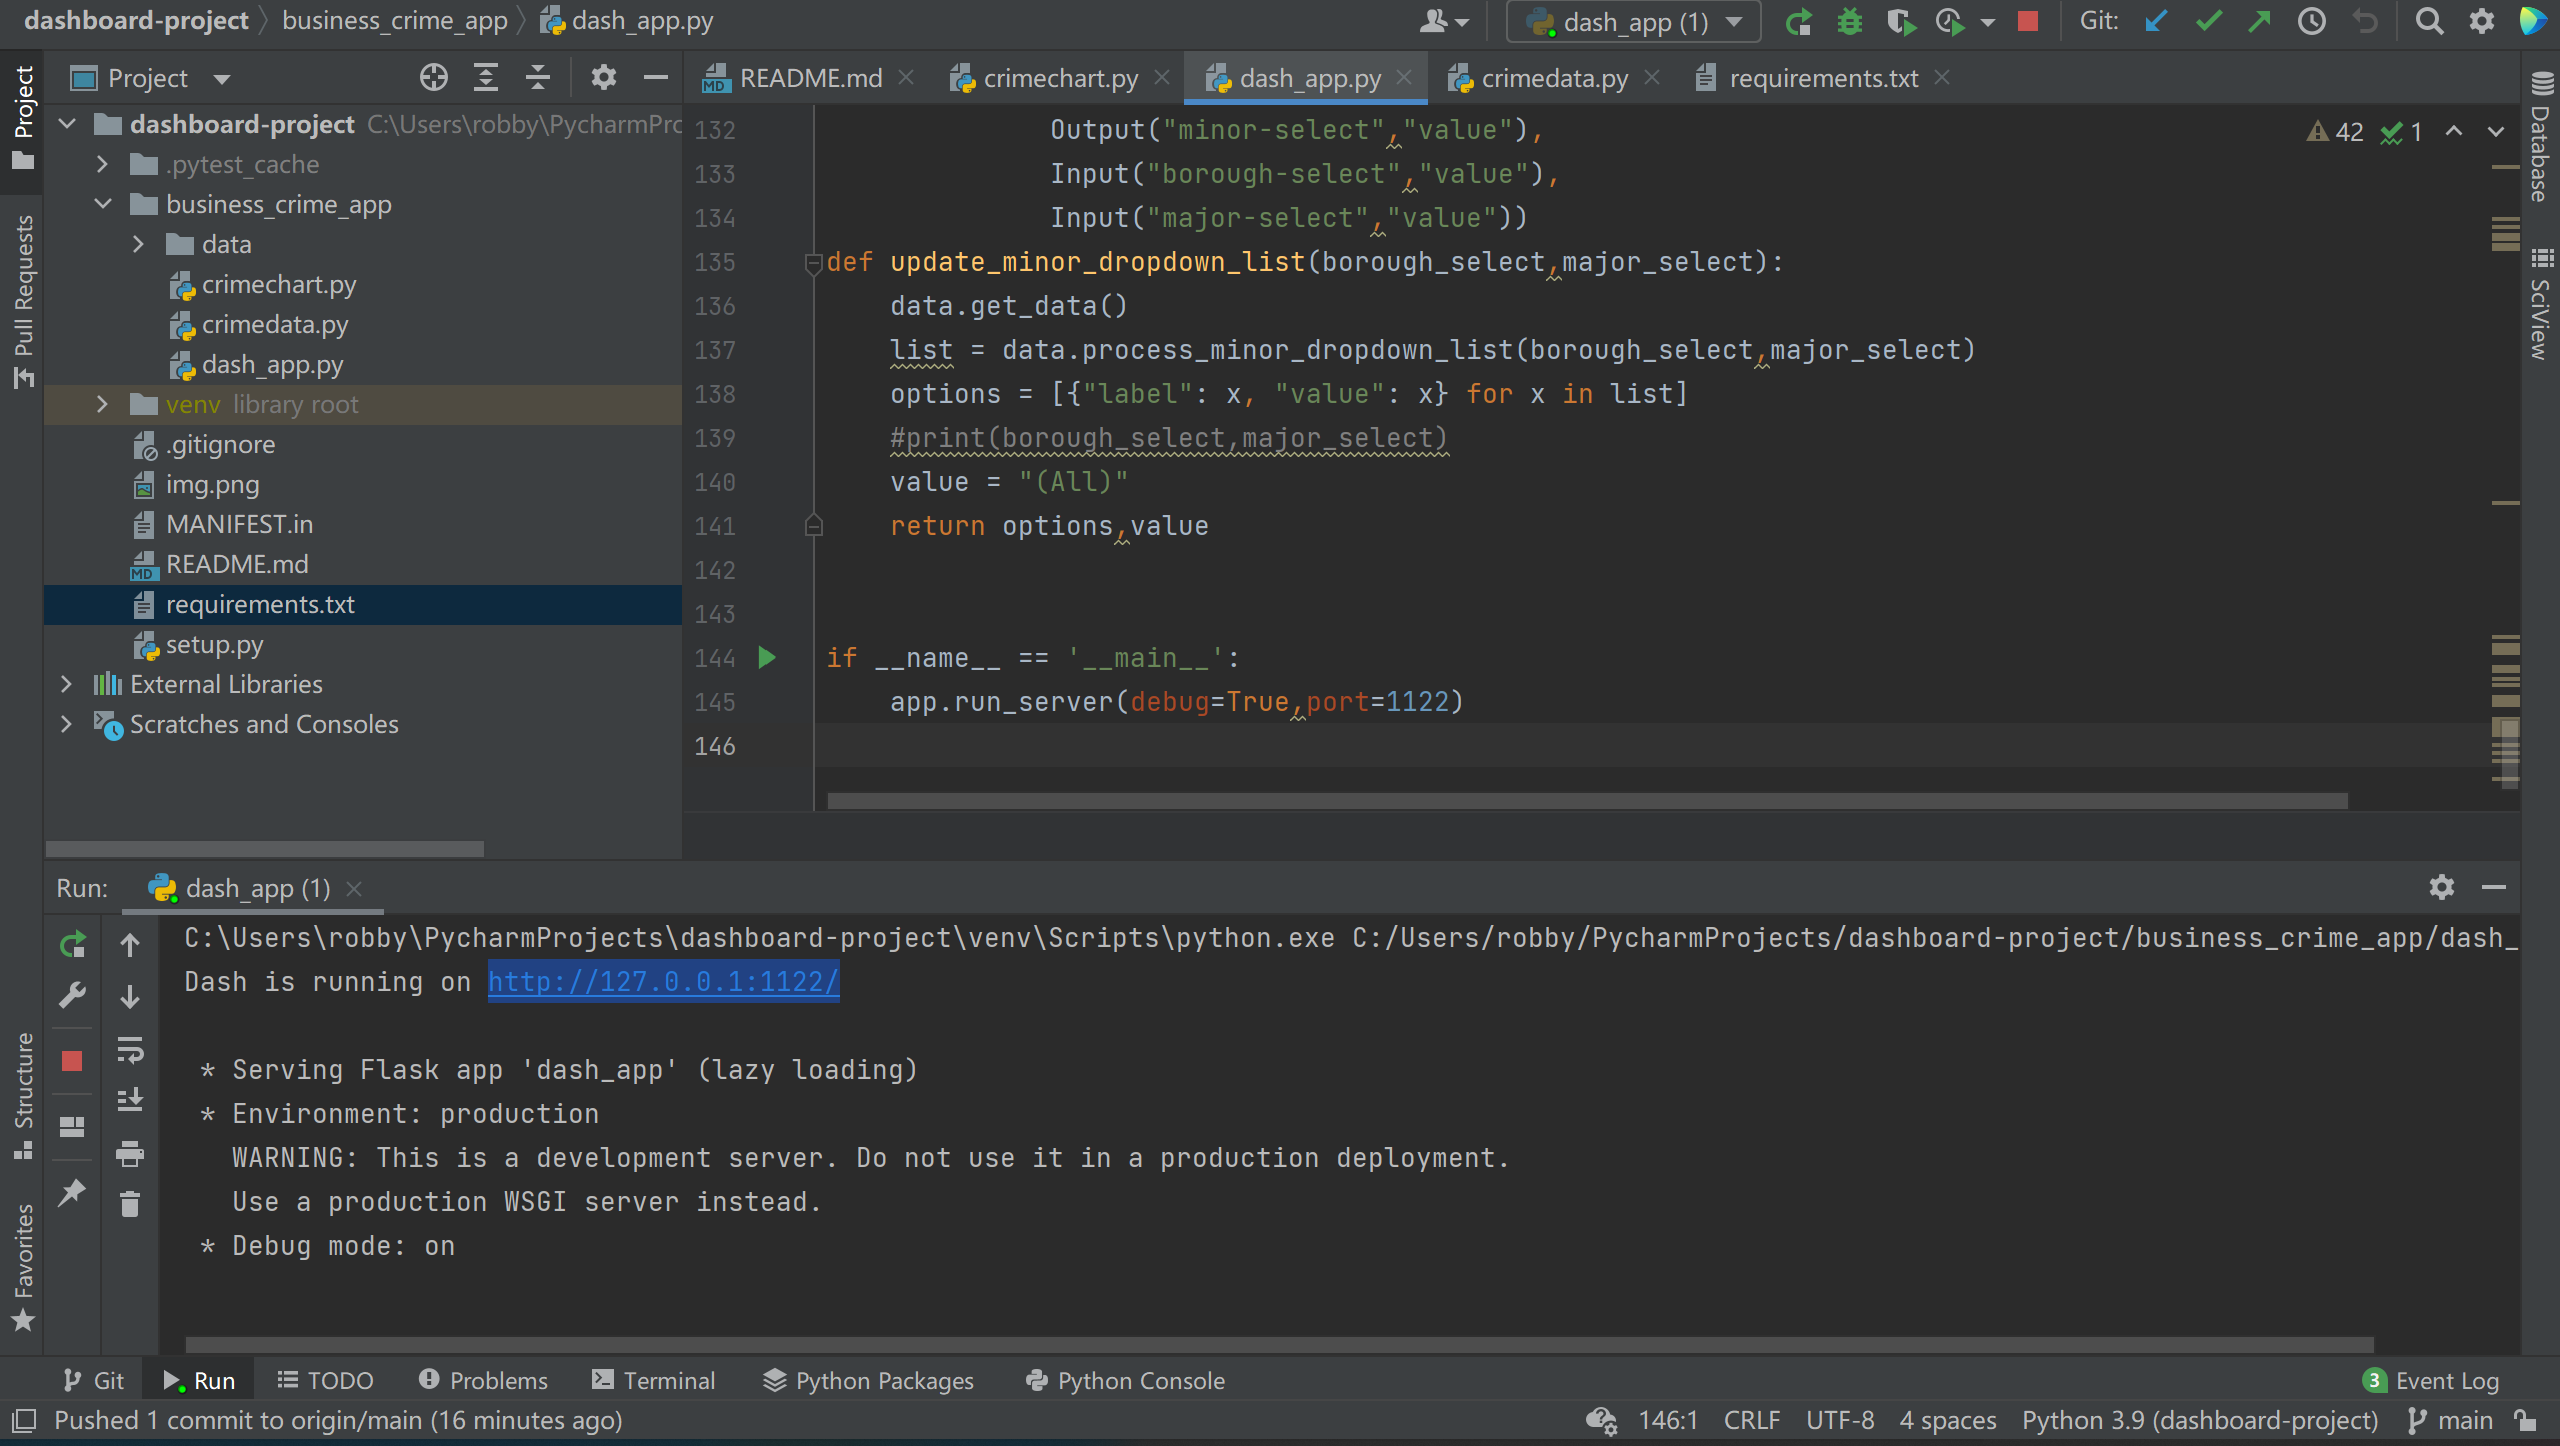 dashboard-project business_crime_app dash_app.py dash_app (1) Git:
Project README.md crimechart.py dash_app.py crimedata.py requirements.txt
Project
Pull Requests
Structure
Favorites
dashboard-project C:\Users\robby\PycharmPrc
.pytest_cache
business_crime_app
data
crimechart.py
crimedata.py
dash_app.py
venv library root
.gitignore
img.png
MANIFEST.in
MD README.md
requirements.txt
setup.py
External Libraries
Scratches and Consoles
42 1
132 Output("minor-select","value"),
133 Input("borough-select","value"),
134 Input("major-select","value"))
135 def update_minor_dropdown_list(borough_select,major_select):
136 data.get_data()
137 list = data.process_minor_dropdown_list(borough_select,major_select)
138 options = [{"label": x, "value": x} for x in list]
139 #print(borough_select,major_select)
140 value = "(All)"
141 return options,value
142
143
144 if __name__ == '__main__':
145 app.run_server(debug=True,port=1122)
146
Database
SciView
Run: dash_app (1)
C:\Users\robby\PycharmProjects\dashboard-project\venv\Scripts\python.exe C:/Users/robby/PycharmProjects/dashboard-project/business_crime_app/dash_
Dash is running on http://127.0.0.1:1122/
* Serving Flask app 'dash_app' (lazy loading)
* Environment: production
WARNING: This is a development server. Do not use it in a production deployment.
Use a production WSGI server instead.
* Debug mode: on
Git Run TODO Problems Terminal Python Packages Python Console 3 Event Log
Pushed 1 commit to origin/main (16 minutes ago) 146:1 CRLF UTF-8 4 spaces Python 3.9 (dashboard-project) main